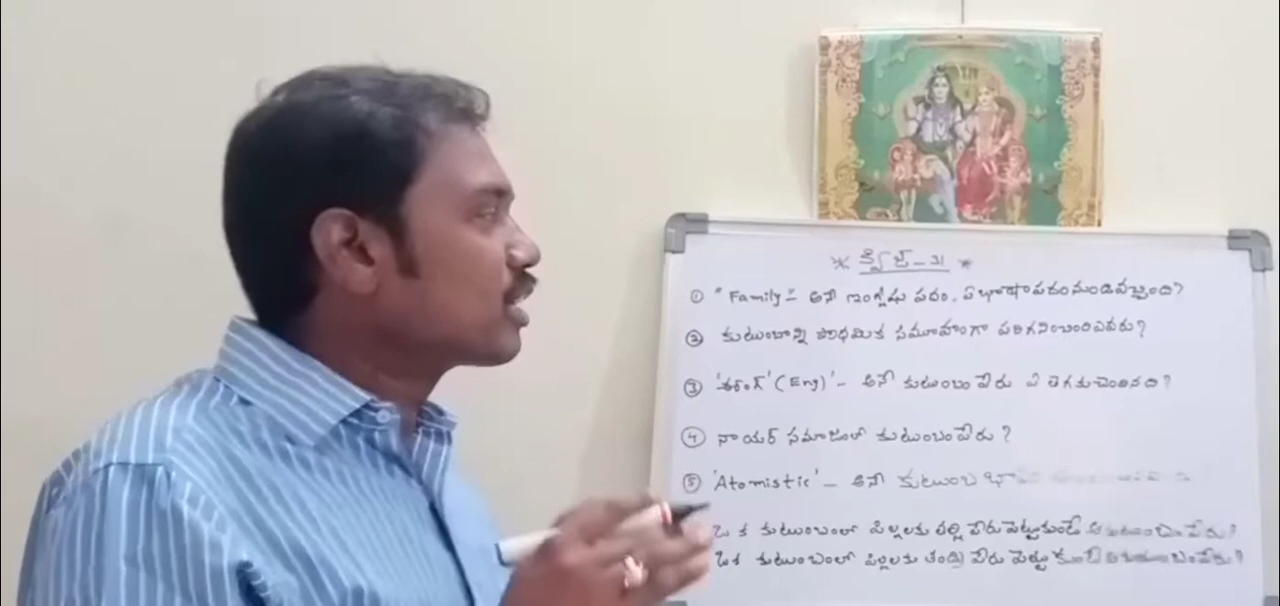 * క్విజ్ - 31 *
① "Family" - అనే ఇంగ్లీషు పదం, ఏ భాషా పదంనుండి వచ్చింది?
② కుటుంబాన్ని ప్రాథమిక సమూహంగా పరిగణించింది ఎవరు?
③ (Eng)' - అనే కుటుంబం పేరు ఏ తెగకు చెందినది?
④ నాయర్ సమాజంలో కుటుంబం పేరు?
⑤ 'Atomistic' - అనే కుటుంబ
ఒక కుటుంబంలో పిల్లలకు తల్లి పేరు పెట్టుకుంటే ఆ పేరు?
ఒక కుటుంబంలో పిల్లలకు తండ్రి పేరు పెట్టుకుంటే పేరు?